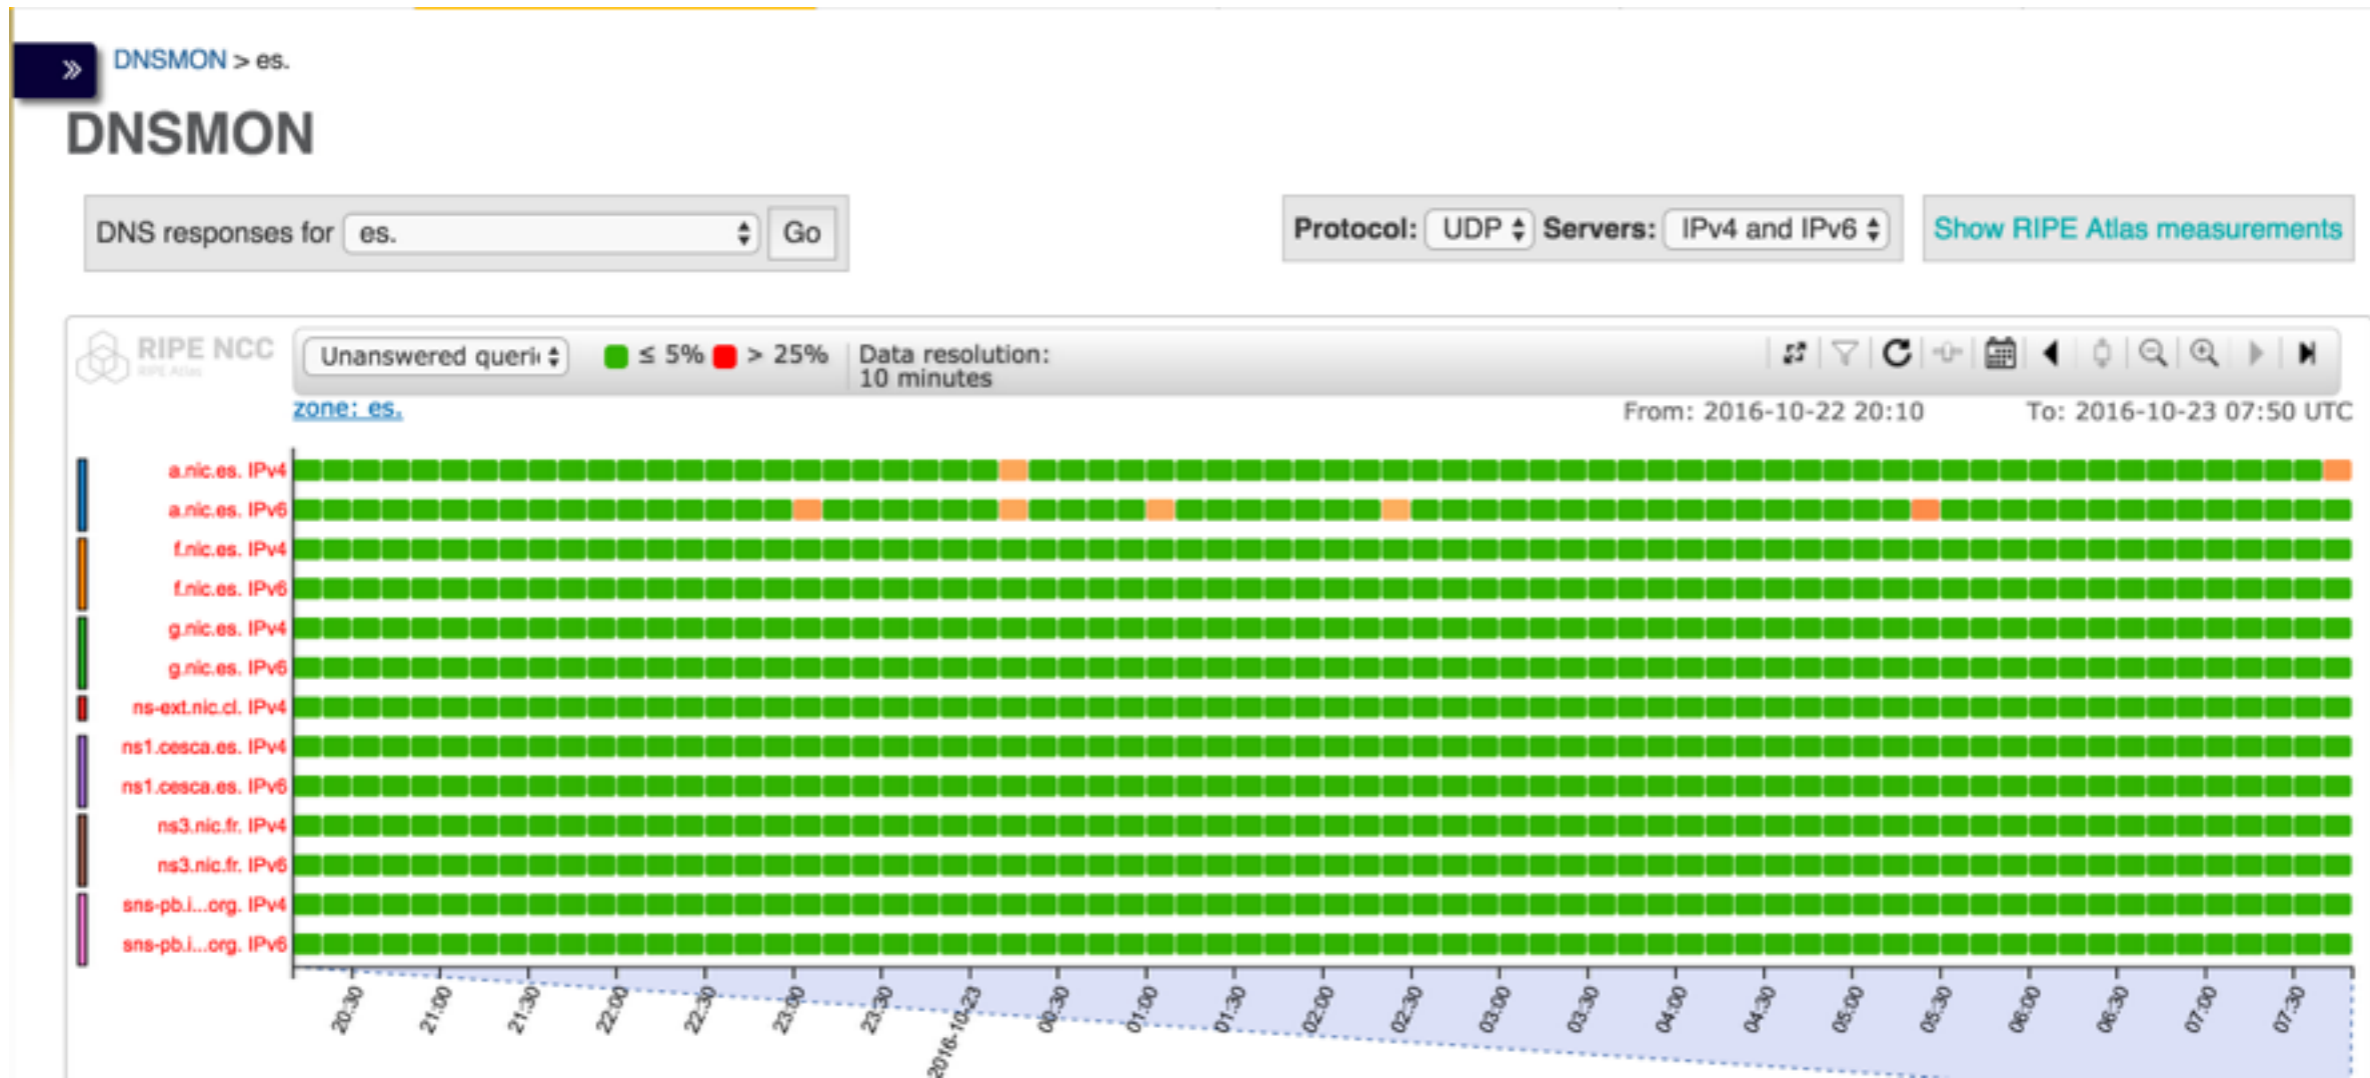 » DNSMON > es.
DNSMON
DNS responses for es. Go
Protocol: UDP Servers: IPv4 and IPv6 Show RIPE Atlas measurements
RIPE NCC
RIPE Atlas
Unanswered queri ≤ 5% > 25% Data resolution:
10 minutes
zone: es. From: 2016-10-22 20:10 To: 2016-10-23 07:50 UTC
a.nic.es. IPv4
a.nic.es. IPv6
f.nic.es. IPv4
f.nic.es. IPv6
g.nic.es. IPv4
g.nic.es. IPv6
ns-ext.nic.cl. IPv4
ns1.cesca.es. IPv4
ns1.cesca.es. IPv6
ns3.nic.fr. IPv4
ns3.nic.fr. IPv6
sns-pb.i...org. IPv4
sns-pb.i...org. IPv6
20:30 21:00 21:30 22:00 22:30 23:00 23:30 2016-10-23 00:30 01:00 01:30 02:00 02:30 03:00 03:30 04:00 04:30 05:00 05:30 06:00 06:30 07:00 07:30